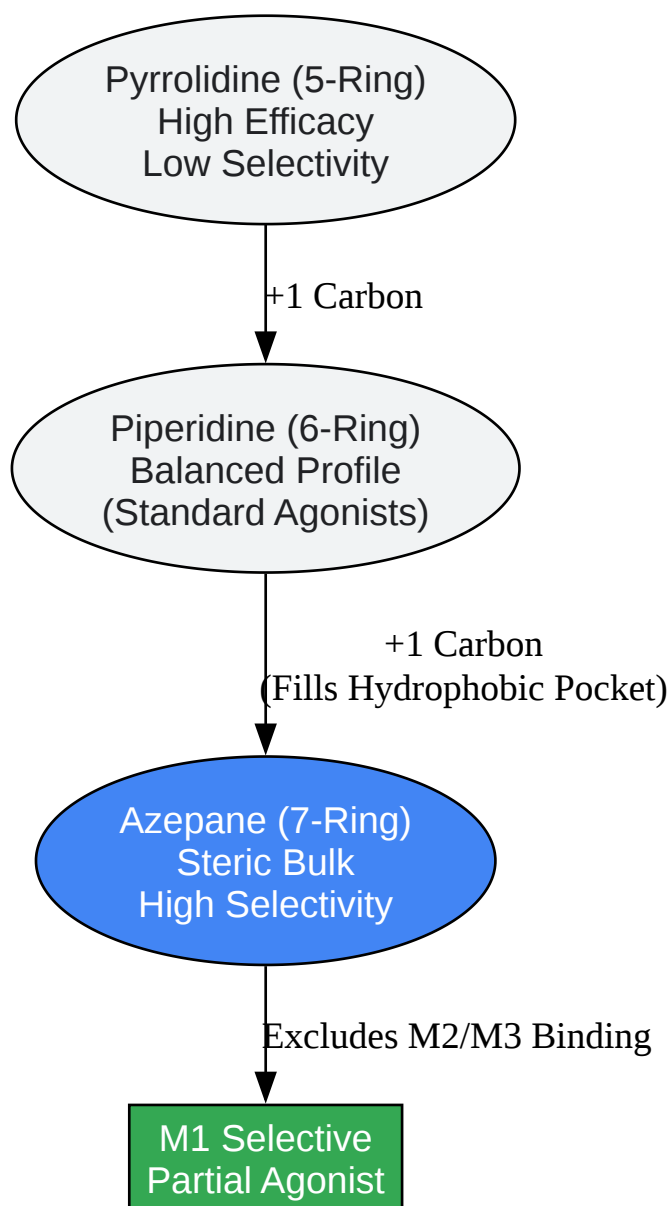 Pyrrolidine (5-Ring)
High Efficacy
Low Selectivity
+1 Carbon
Piperidine (6-Ring)
Balanced Profile
(Standard Agonists)
+1 Carbon
(Fills Hydrophobic Pocket)
Azepane (7-Ring)
Steric Bulk
High Selectivity
Excludes M2/M3 Binding
M1 Selective
Partial Agonist